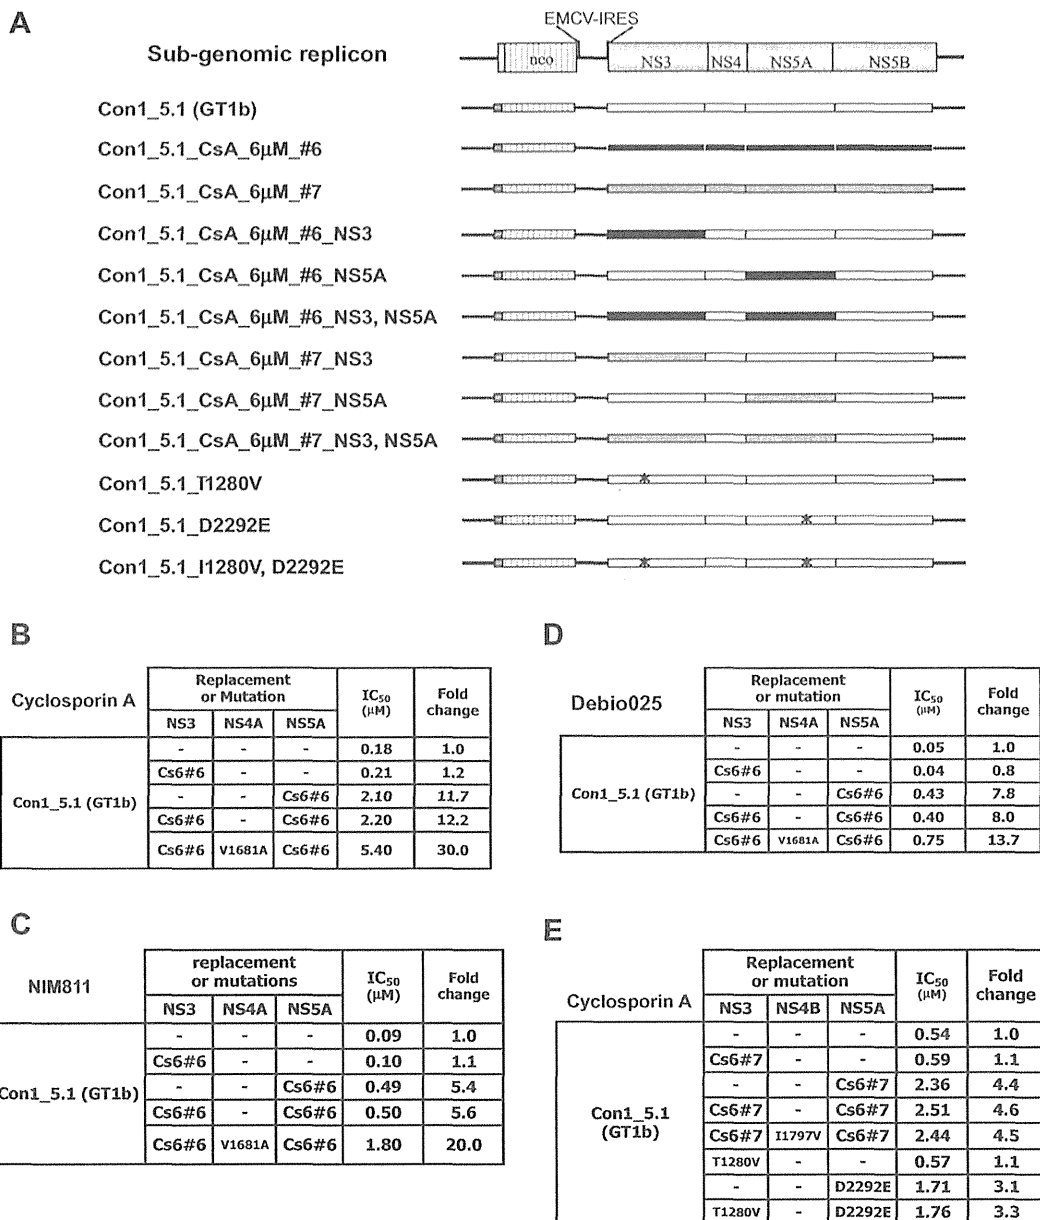 A
EMCV-IRES
Sub-genomic replicon
neo NS3 NS4 NS5A NS5B
Con1_5.1 (GT1b)
Con1_5.1_CsA_6μM_#6
Con1_5.1_CsA_6μM_#7
Con1_5.1_CsA_6μM_#6_NS3
Con1_5.1_CsA_6μM_#6_NS5A
Con1_5.1_CsA_6μM_#6_NS3, NS5A
Con1_5.1_CsA_6μM_#7_NS3
Con1_5.1_CsA_6μM_#7_NS5A
Con1_5.1_CsA_6μM_#7_NS3, NS5A
Con1_5.1_T1280V
*
Con1_5.1_D2292E
*
Con1_5.1_I1280V, D2292E
* *
B
Cyclosporin A
Replacement
or Mutation
IC50
(μM)
Fold
change
NS3 NS4A NS5A
Con1_5.1 (GT1b)
- - - 0.18 1.0
Cs6#6 - - 0.21 1.2
- - Cs6#6 2.10 11.7
Cs6#6 - Cs6#6 2.20 12.2
Cs6#6 V1681A Cs6#6 5.40 30.0
D
Debio025
Replacement
or mutation
IC50
(μM)
Fold
change
NS3 NS4A NS5A
Con1_5.1 (GT1b)
- - - 0.05 1.0
Cs6#6 - - 0.04 0.8
- - Cs6#6 0.43 7.8
Cs6#6 - Cs6#6 0.40 8.0
Cs6#6 V1681A Cs6#6 0.75 13.7
C
NIM811
replacement
or mutations
IC50
(μM)
Fold
change
NS3 NS4A NS5A
Con1_5.1 (GT1b)
- - - 0.09 1.0
Cs6#6 - - 0.10 1.1
- - Cs6#6 0.49 5.4
Cs6#6 - Cs6#6 0.50 5.6
Cs6#6 V1681A Cs6#6 1.80 20.0
E
Cyclosporin A
Replacement
or mutation
IC50
(μM)
Fold
change
NS3 NS4B NS5A
Con1_5.1
(GT1b)
- - - 0.54 1.0
Cs6#7 - - 0.59 1.1
- - Cs6#7 2.36 4.4
Cs6#7 - Cs6#7 2.51 4.6
Cs6#7 I1797V Cs6#7 2.44 4.5
T1280V - - 0.57 1.1
- - D2292E 1.71 3.1
T1280V - D2292E 1.76 3.3